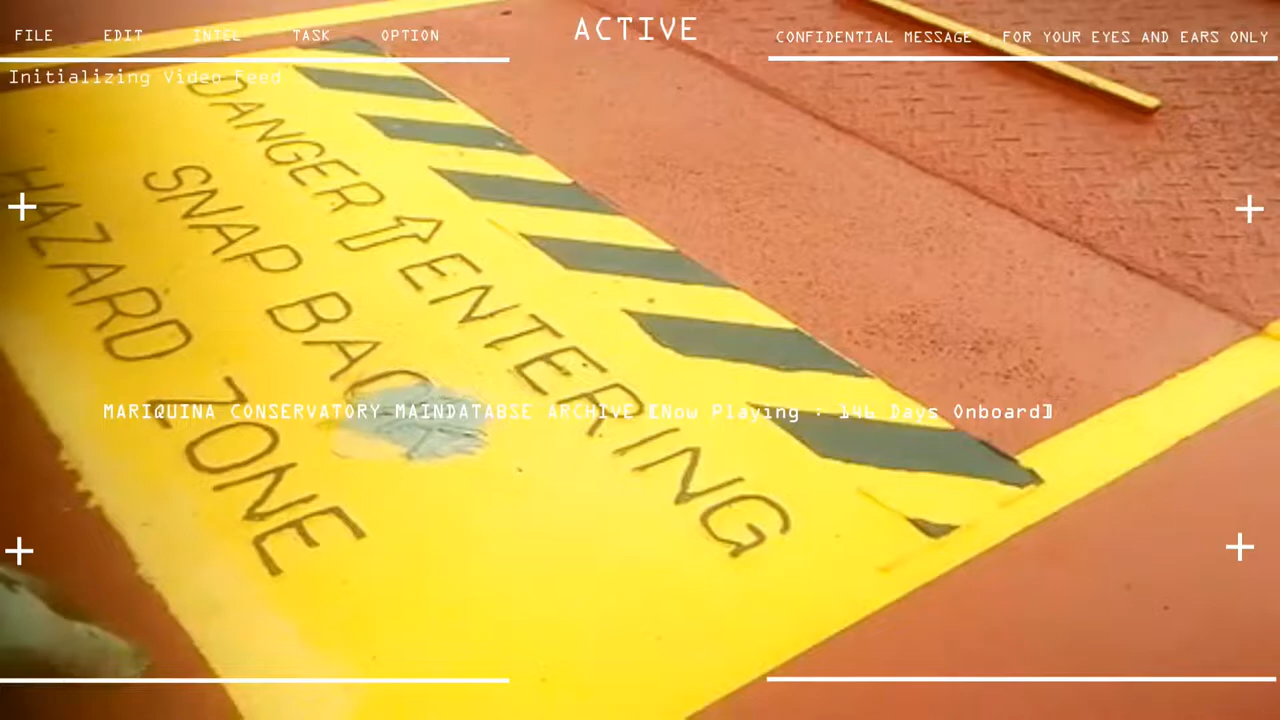 FILE EDIT INTEL TASK OPTION
ACTIVE
CONFIDENTIAL MESSAGE : FOR YOUR EYES AND EARS ONLY
Initializing Video Feed
DANGER ⇧ ENTERING
SNAP BAC
HAZARD ZONE
MARIQUINA CONSERVATORY MAINDATABSE ARCHIVE [Now Playing : 146 Days Onboard]